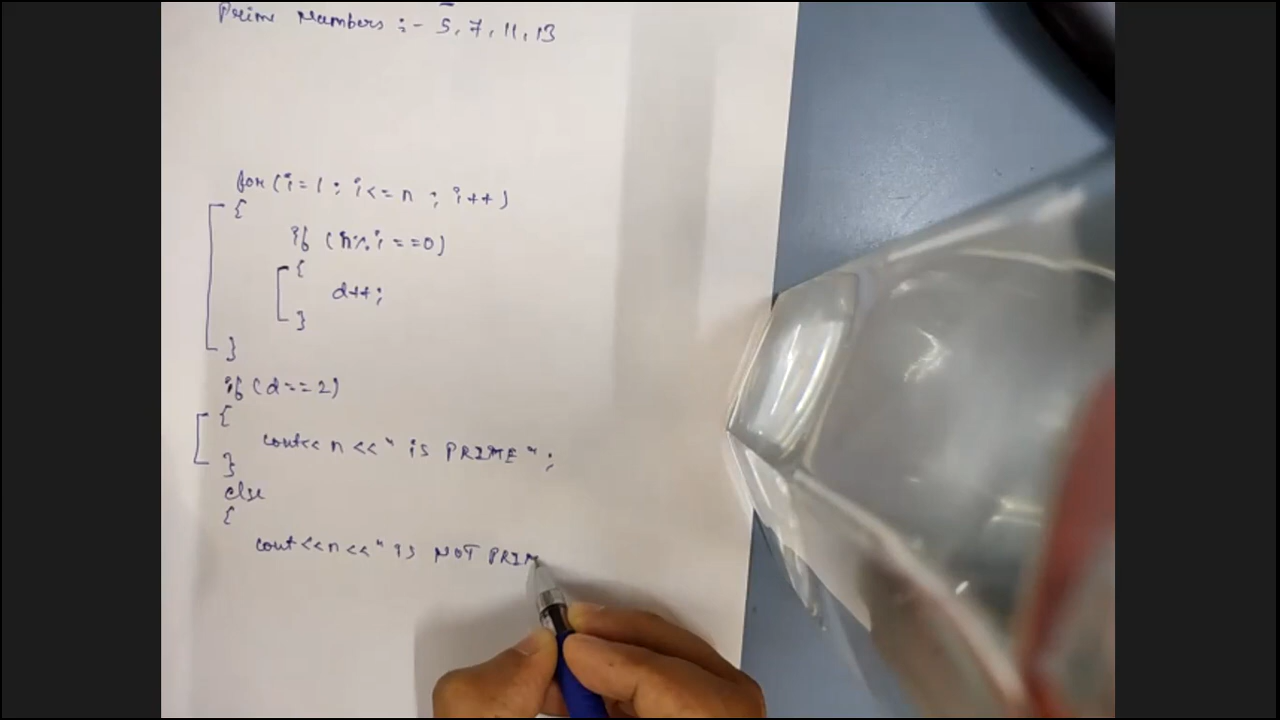 Prime Numbers :- 5, 7, 11, 13
for (i=1 ; i<=n ; i++)
{
if (n%i==0)
{
d++;
}
}
if (d==2)
{
cout<<n<<" is PRIME";
}
else
{
cout<<n<<" is NOT PRIM